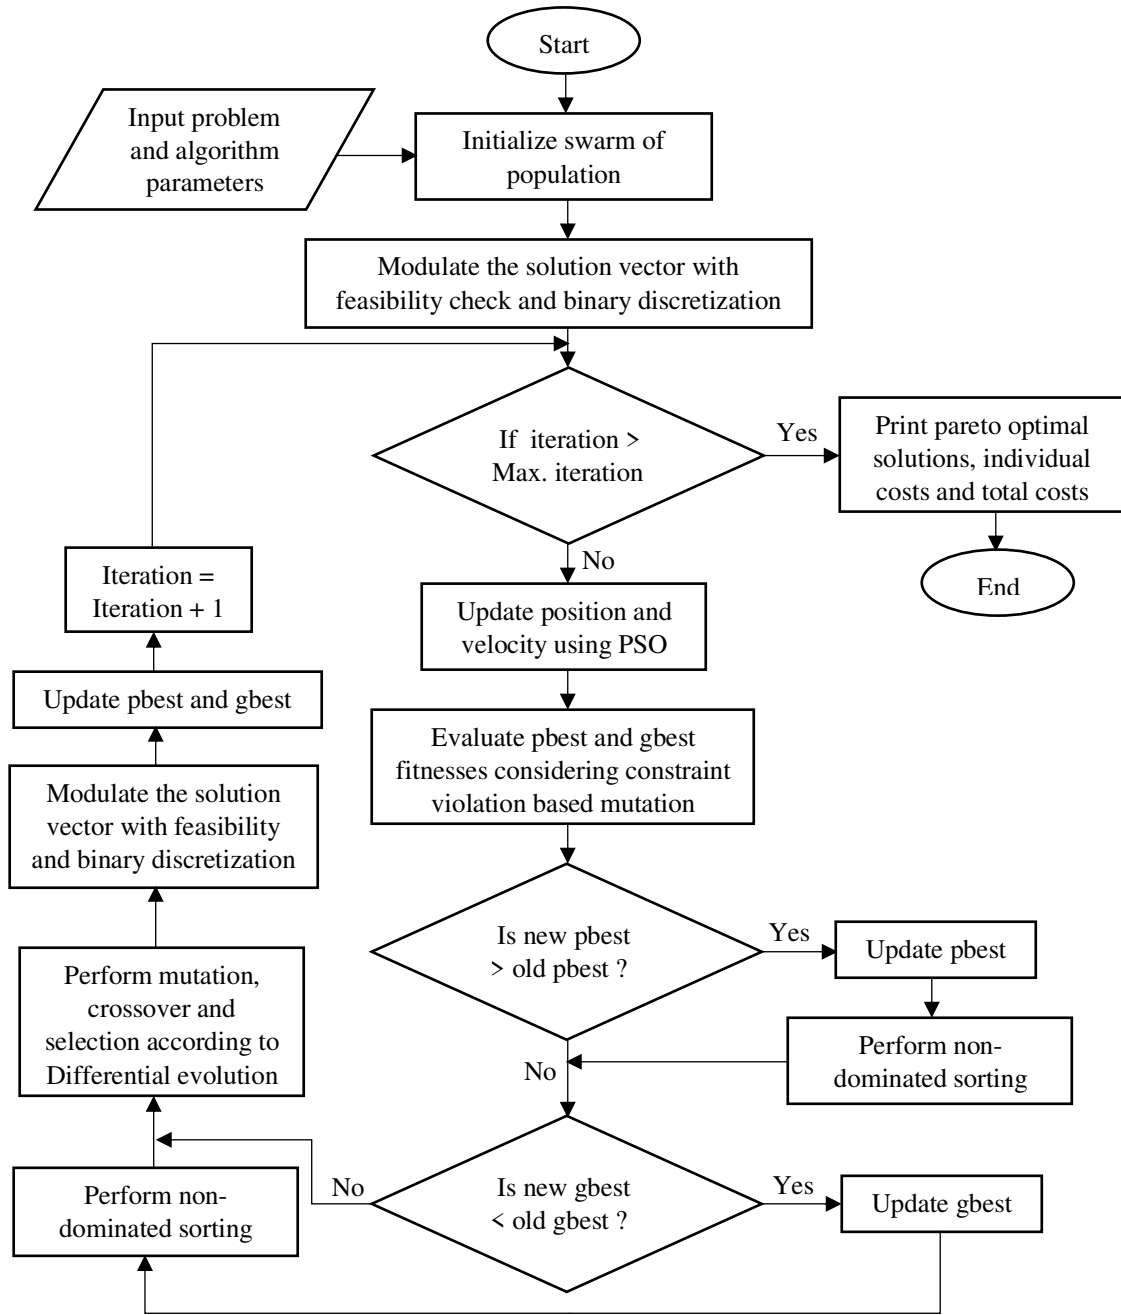 Start
Input problem
and algorithm
parameters
Initialize swarm of
population
Modulate the solution vector with
feasibility check and binary discretization
If iteration >
Max. iteration
Yes
Print pareto optimal
solutions, individual
costs and total costs
End
No
Update position and
velocity using PSO
Evaluate pbest and gbest
fitnesses considering constraint
violation based mutation
Is new pbest
> old pbest ?
Yes
Update pbest
Perform non-
dominated sorting
No
Is new gbest
< old gbest ?
Yes
Update gbest
No
Perform non-
dominated sorting
Perform mutation,
crossover and
selection according to
Differential evolution
Modulate the solution
vector with feasibility
and binary discretization
Update pbest and gbest
Iteration =
Iteration + 1